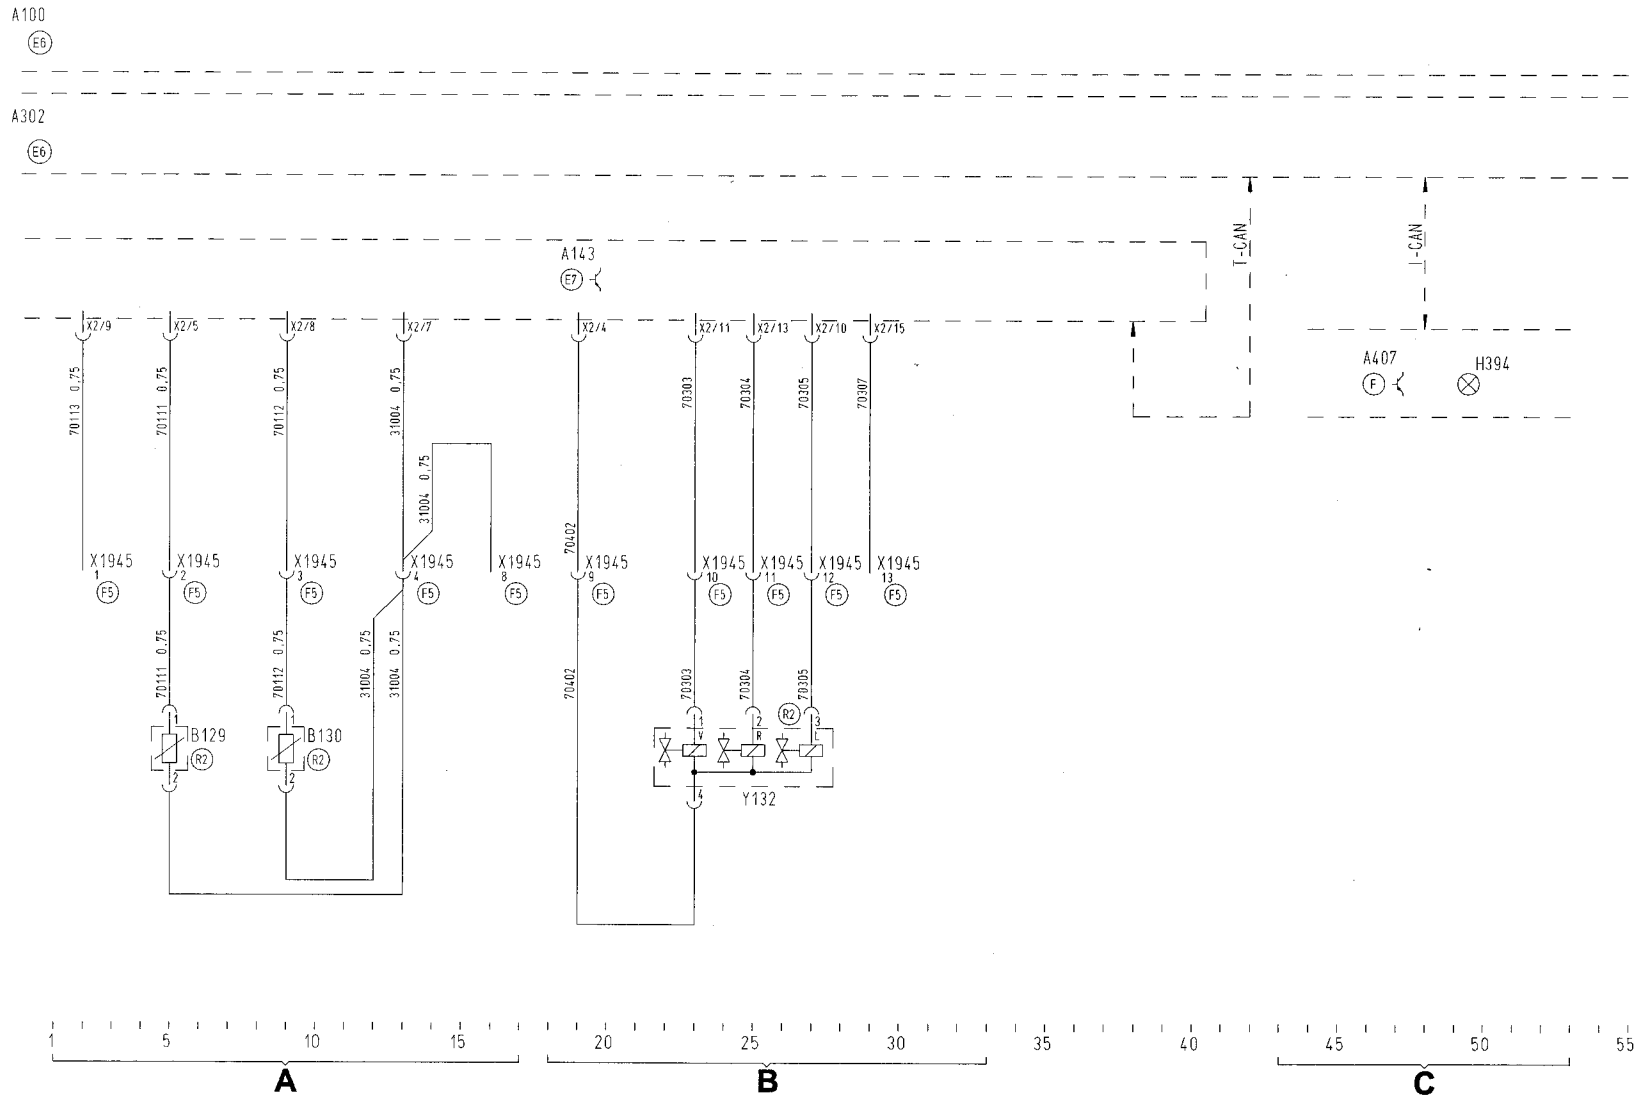 A100
E6
A302
E6
T-CAN
T-CAN
A143
E7
X2/9 X2/5 X2/8 X2/7 X2/4 X2/11 X2/13 X2/10 X2/15
A407
F
H394
70113 0,75
70111 0,75
70112 0,75
31004 0,75
31004 0,75
70402
70303
70304
70305
70307
X1945 X1945 X1945 X1945 X1945 X1945 X1945 X1945 X1945 X1945
1 2 3 4 8 9 10 11 12 13
F5 F5 F5 F5 F5 F5 F5 F5 F5 F5
70111 0,75
70112 0,75
31004 0,75
31004 0,75
70402
70303
70304
70305
1 1 1 2 R2 3
B129 B130 V R L
R2 R2
2 2 4
Y132
1 5 10 15 20 25 30 35 40 45 50 55
A B C